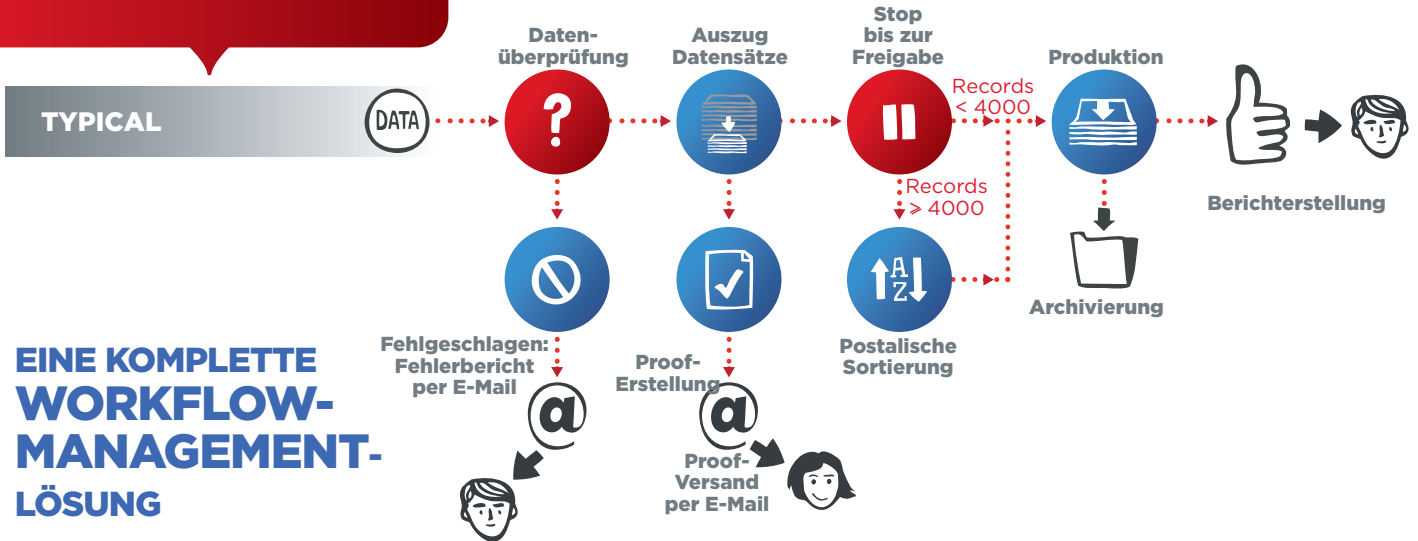 TYPICAL
DATA
Daten-
überprüfung
Auszug
Datensätze
Stop
bis zur
Freigabe
Records
< 4000
Produktion
Berichterstellung
Records
⩾ 4000
A
Z
Archivierung
Fehlgeschlagen:
Fehlerbericht
per E-Mail
@
Proof-
Erstellung
@
Proof-
Versand
per E-Mail
Postalische
Sortierung
EINE KOMPLETTE
WORKFLOW-
MANAGEMENT-
LÖSUNG